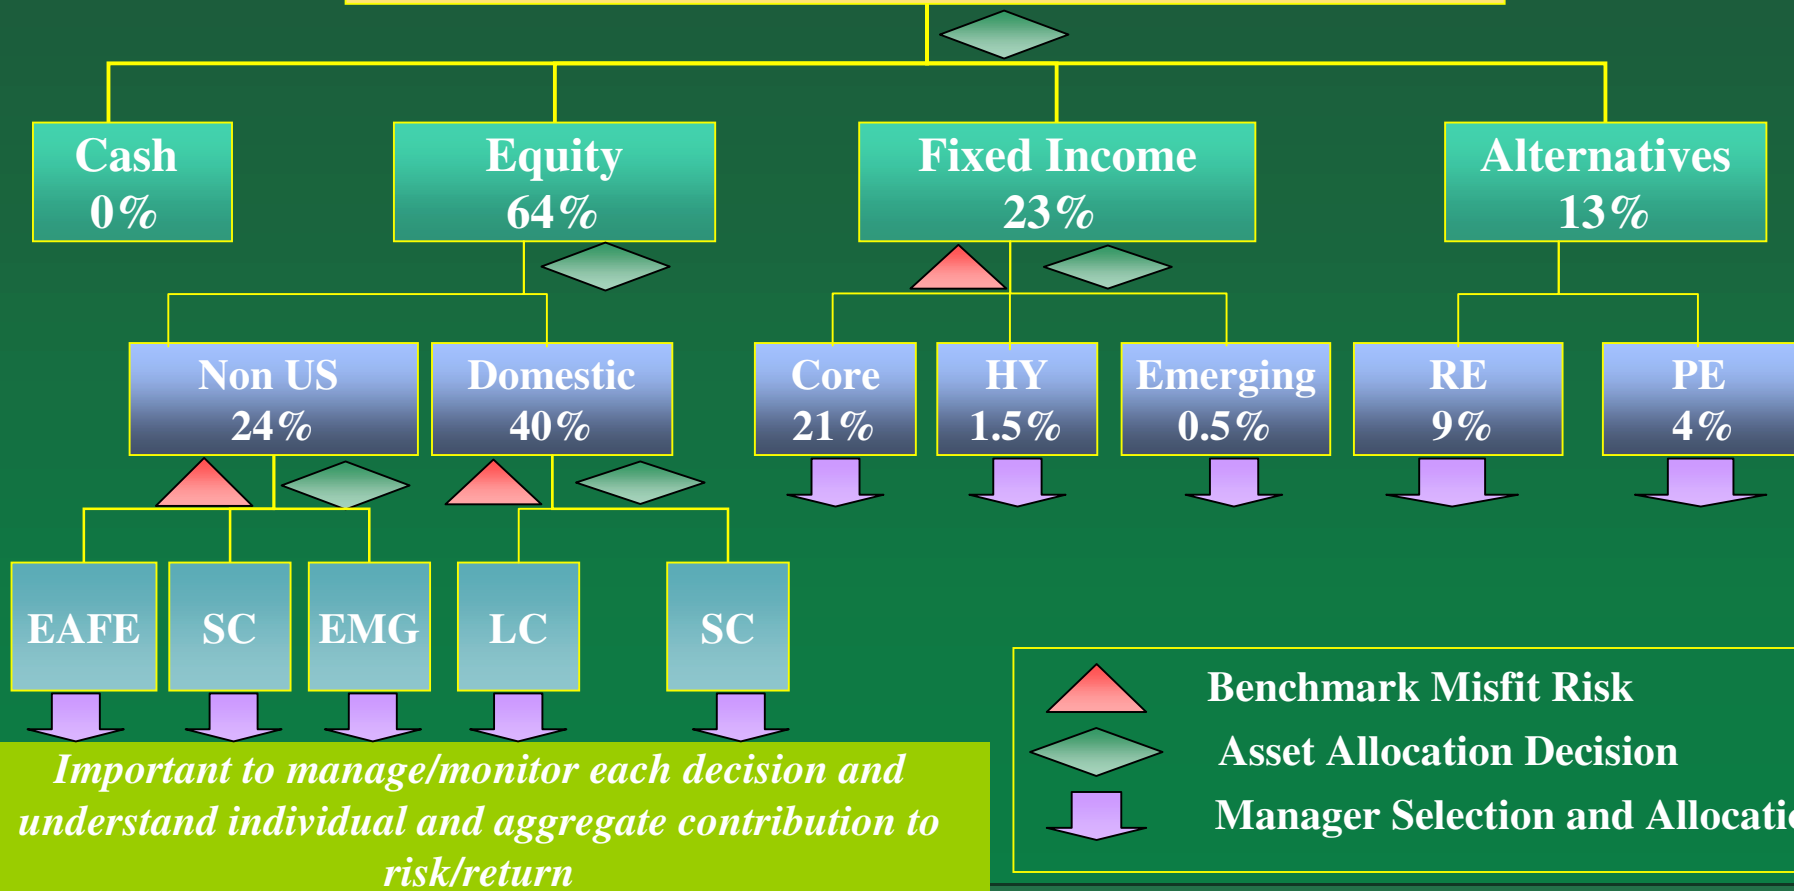 Cash
0%
Equity
64%
Fixed Income
23%
Alternatives
13%
Non US
24%
Domestic
40%
Core
21%
HY
1.5%
Emerging
0.5%
RE
9%
PE
4%
EAFE
SC
EMG
LC
SC
Benchmark Misfit Risk
Asset Allocation Decision
Manager Selection and Allocatio
Important to manage/monitor each decision and
understand individual and aggregate contribution to
risk/return